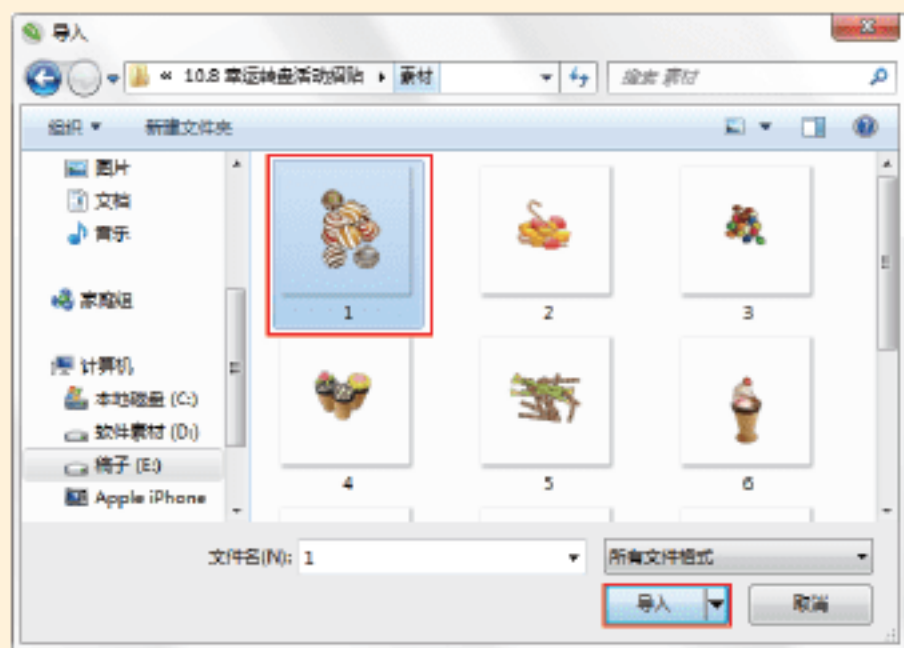 导入
« 10.8 幸运转盘活动招贴 ▸ 素材
搜索 素材
组织 ▾ 新建文件夹
图片
文档
音乐
家庭组
计算机
本地磁盘 (C:)
软件素材 (D:)
稿子 (E:)
Apple iPhone
1
2
3
4
5
6
文件名(N): 1
所有文件格式
导入
取消